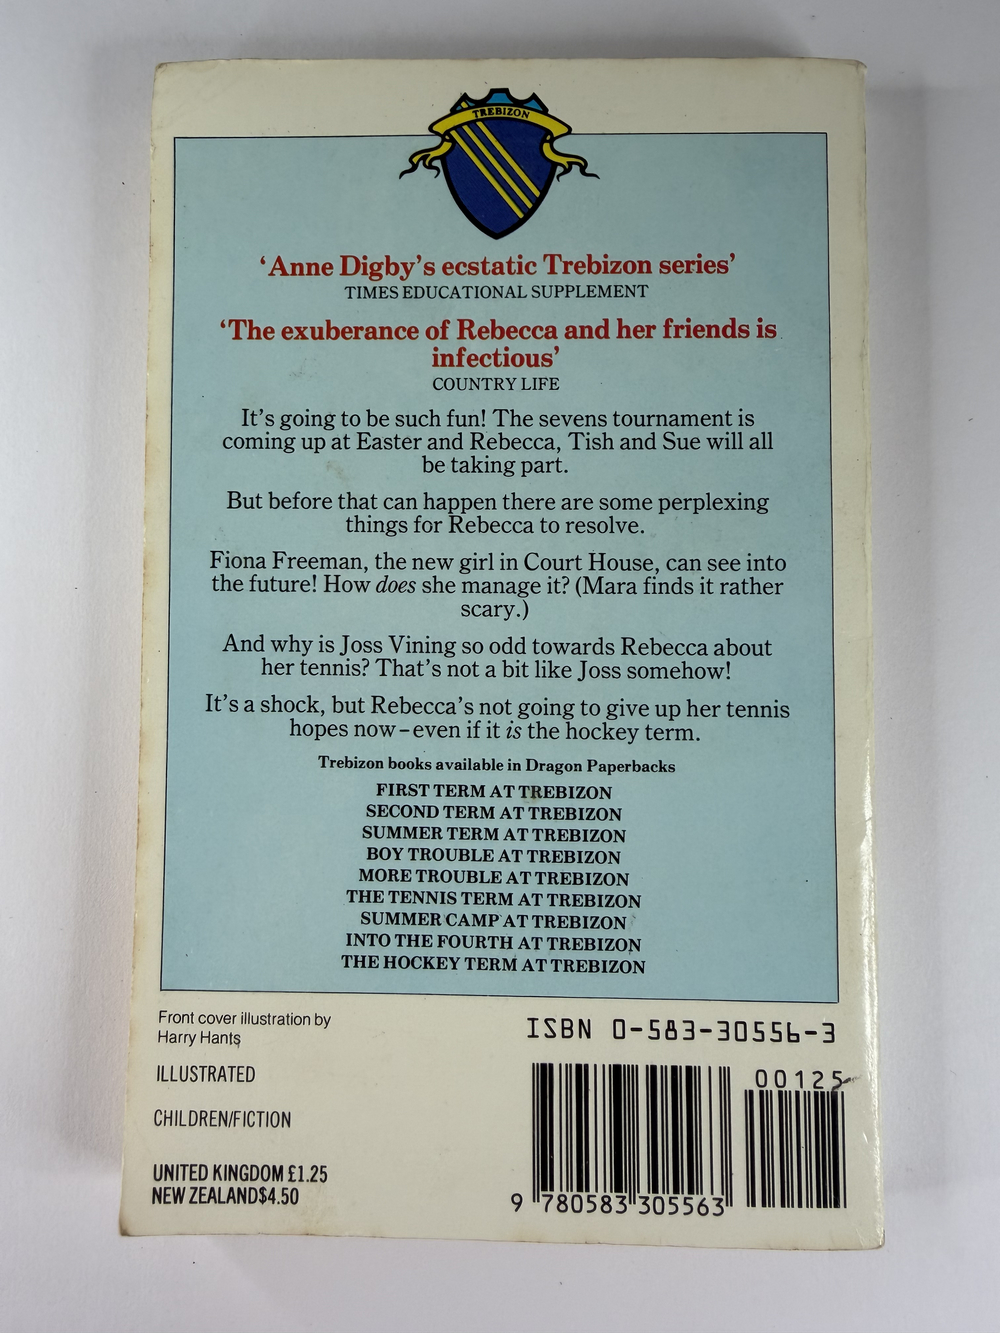 TREBIZON
‘Anne Digby’s ecstatic Trebizon series’
TIMES EDUCATIONAL SUPPLEMENT
‘The exuberance of Rebecca and her friends is
infectious’
COUNTRY LIFE
It’s going to be such fun! The sevens tournament is
coming up at Easter and Rebecca, Tish and Sue will all
be taking part.
But before that can happen there are some perplexing
things for Rebecca to resolve.
Fiona Freeman, the new girl in Court House, can see into
the future! How does she manage it? (Mara finds it rather
scary.)
And why is Joss Vining so odd towards Rebecca about
her tennis? That’s not a bit like Joss somehow!
It’s a shock, but Rebecca’s not going to give up her tennis
hopes now – even if it is the hockey term.
Trebizon books available in Dragon Paperbacks
FIRST TERM AT TREBIZON
SECOND TERM AT TREBIZON
SUMMER TERM AT TREBIZON
BOY TROUBLE AT TREBIZON
MORE TROUBLE AT TREBIZON
THE TENNIS TERM AT TREBIZON
SUMMER CAMP AT TREBIZON
INTO THE FOURTH AT TREBIZON
THE HOCKEY TERM AT TREBIZON
Front cover illustration by
Harry Hants
ILLUSTRATED
CHILDREN/FICTION
UNITED KINGDOM £1.25
NEW ZEALAND $4.50
ISBN 0-583-30556-3
00125
9 780583 305563